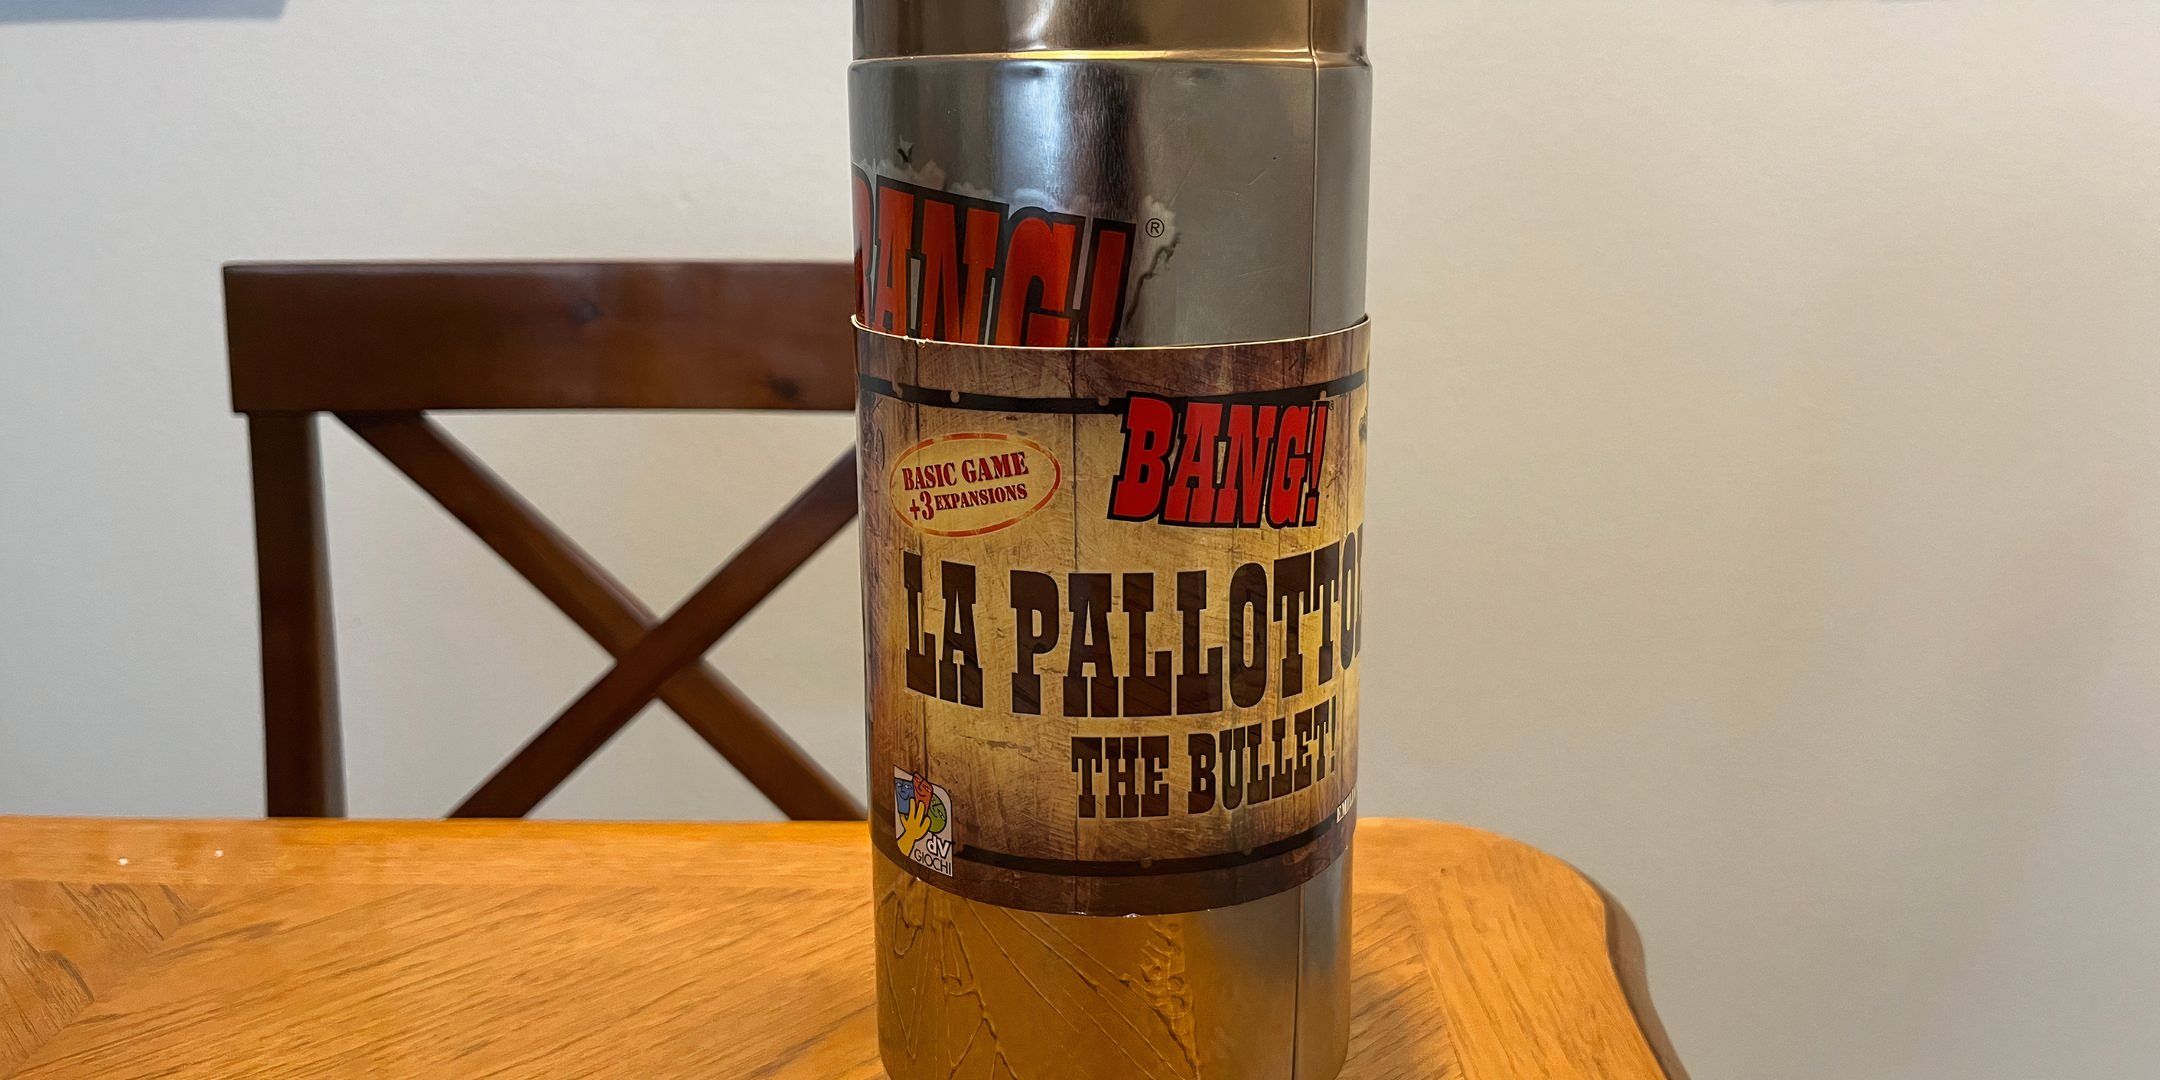 BANG!®
BASIC GAME
+3 EXPANSIONS
BANG!
LA PALLOTTO
THE BULLET!
dV
GIOCHI